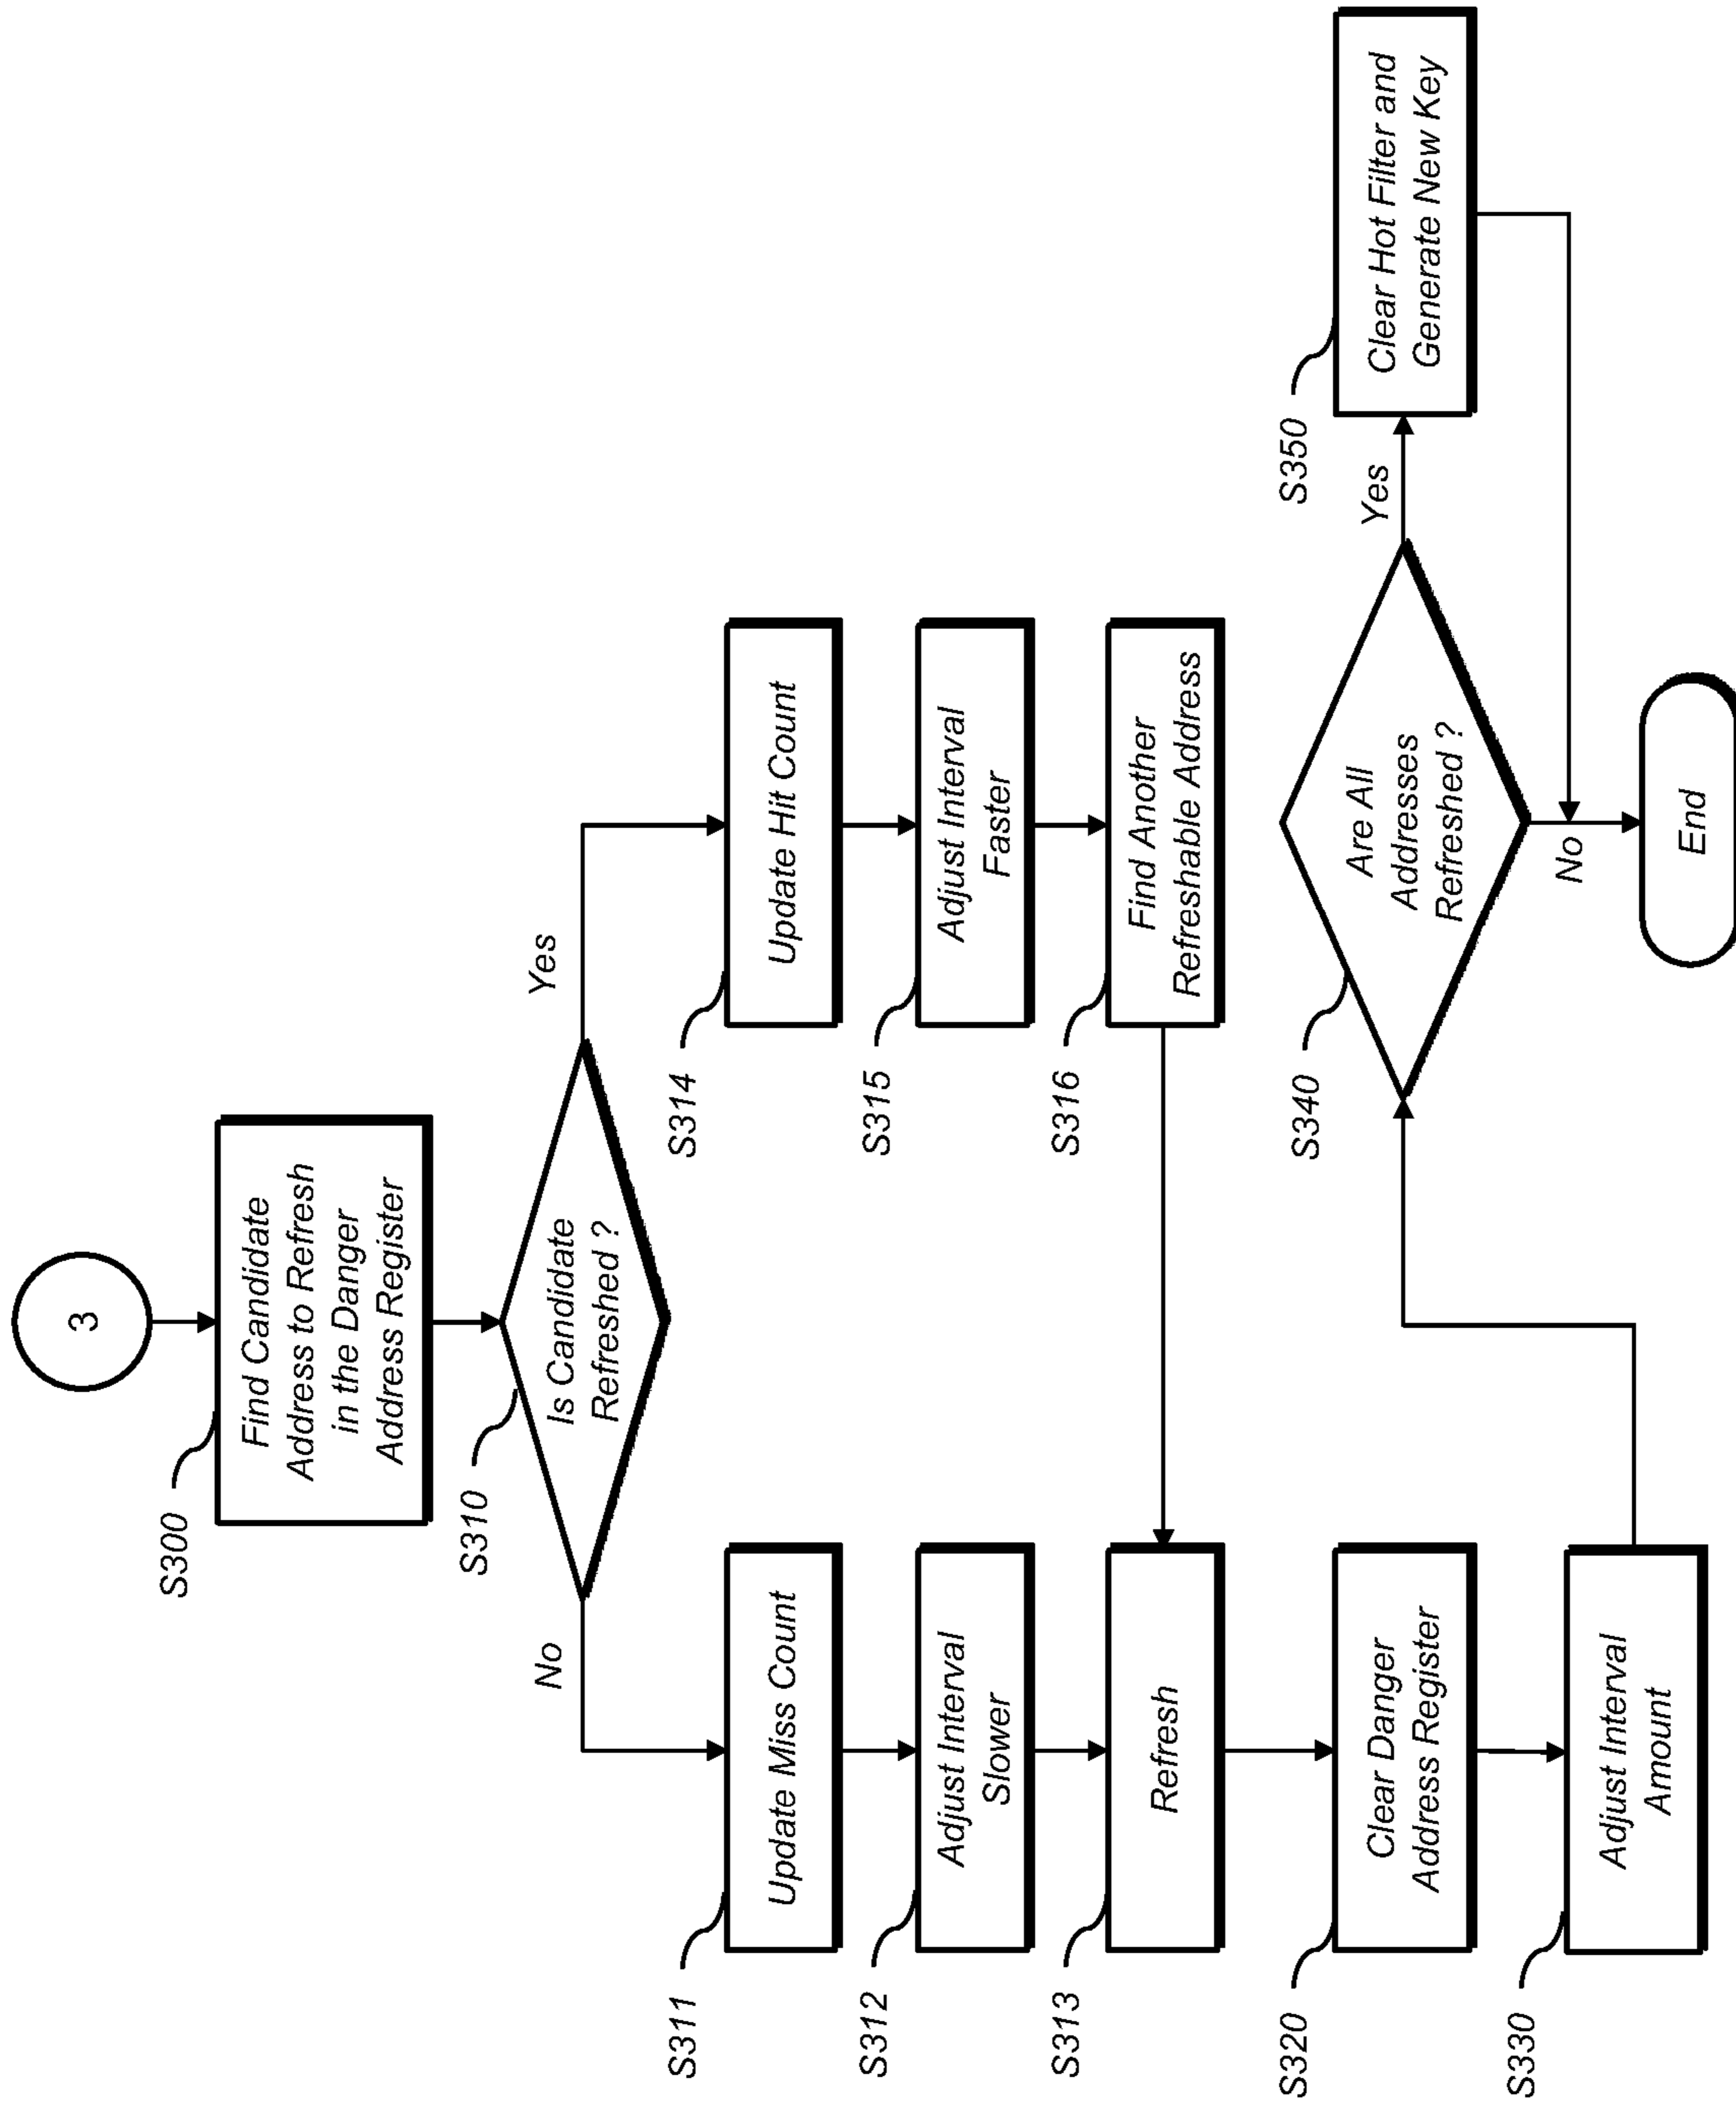 3
S300
Find Candidate
Address to Refresh
in the Danger
Address Register
S310
Is Candidate
Refreshed ?
No
Yes
S311
Update Miss Count
S314
Update Hit Count
S312
Adjust Interval
Slower
S315
Adjust Interval
Faster
S313
Refresh
S316
Find Another
Refreshable Address
S320
Clear Danger
Address Register
S330
Adjust Interval
Amount
S340
Are All
Addresses
Refreshed ?
Yes
No
S350
Clear Hot Filter and
Generate New Key
End